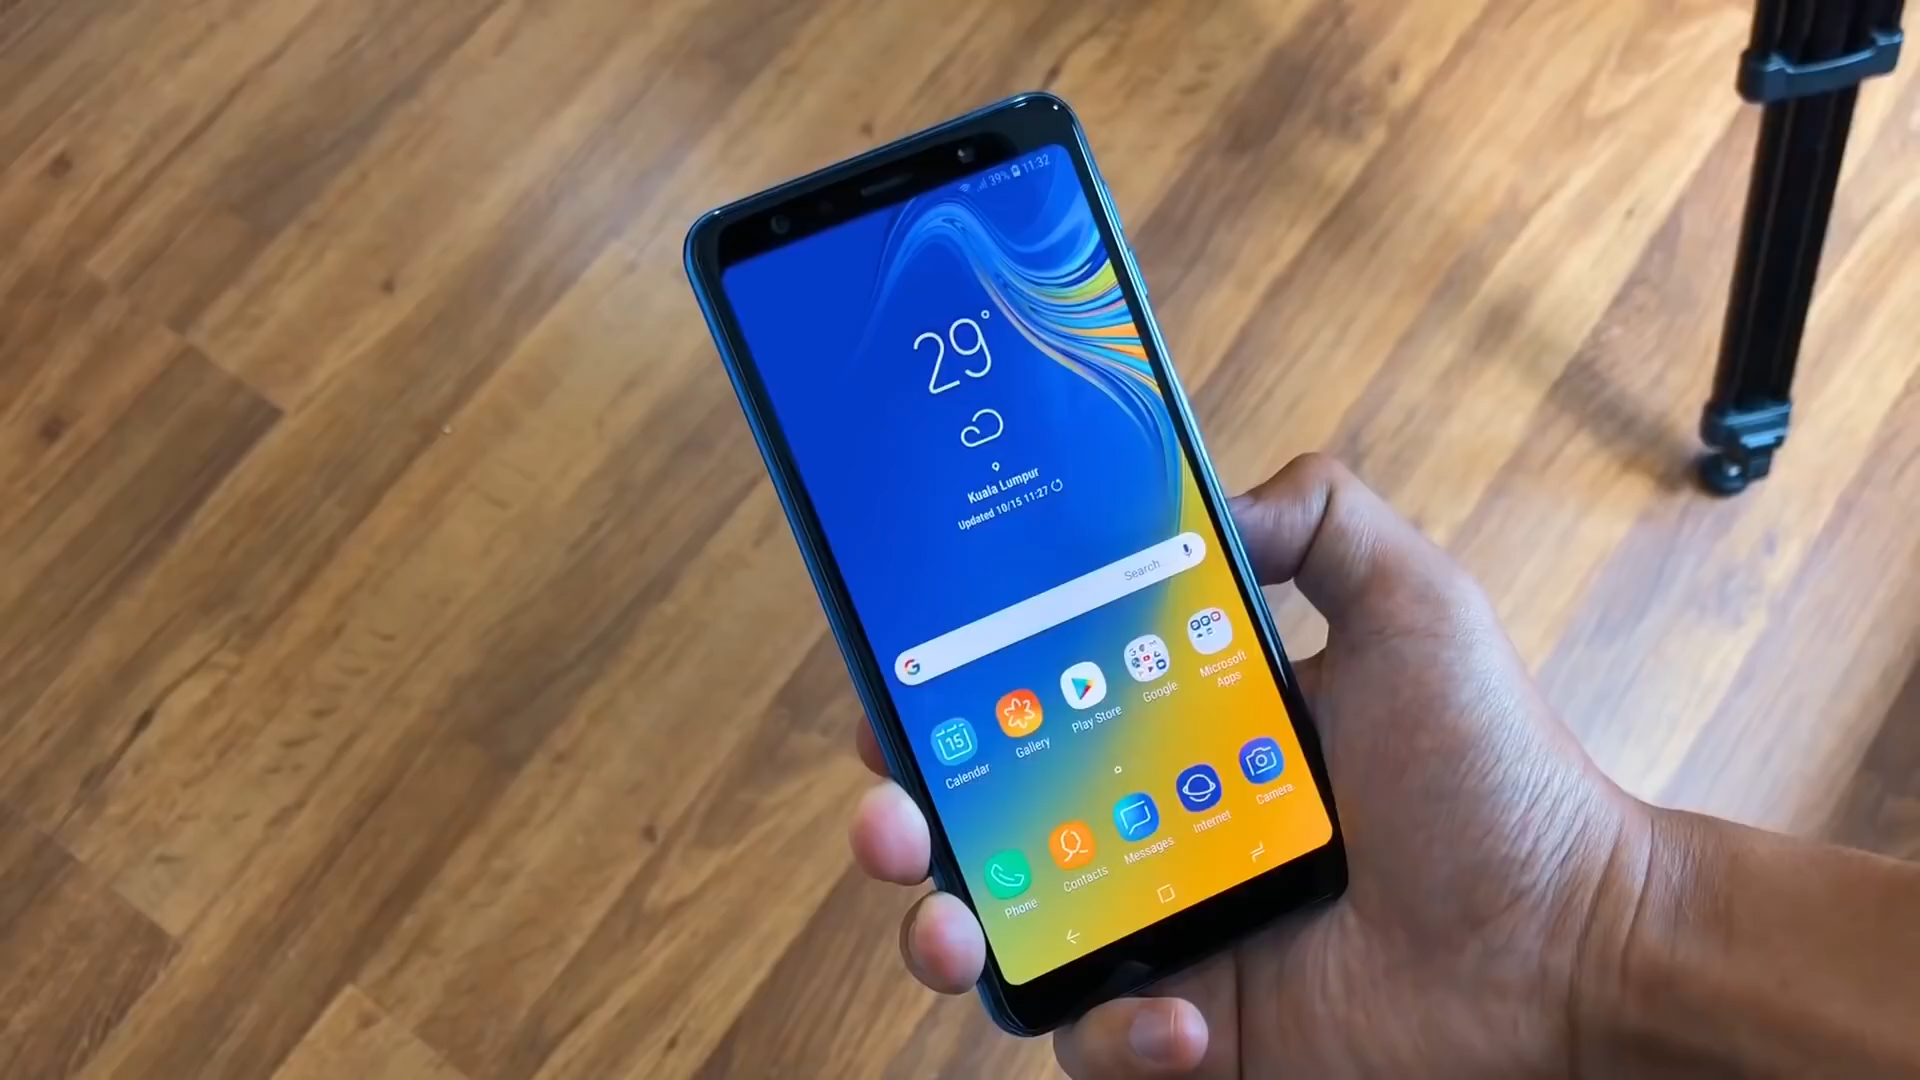 39% 11:32
29°
Kuala Lumpur
Updated 10/15 11:27
Search
G
15
Calendar
Gallery
Play Store
Google
Microsoft
Apps
Phone
Contacts
Messages
Internet
Camera